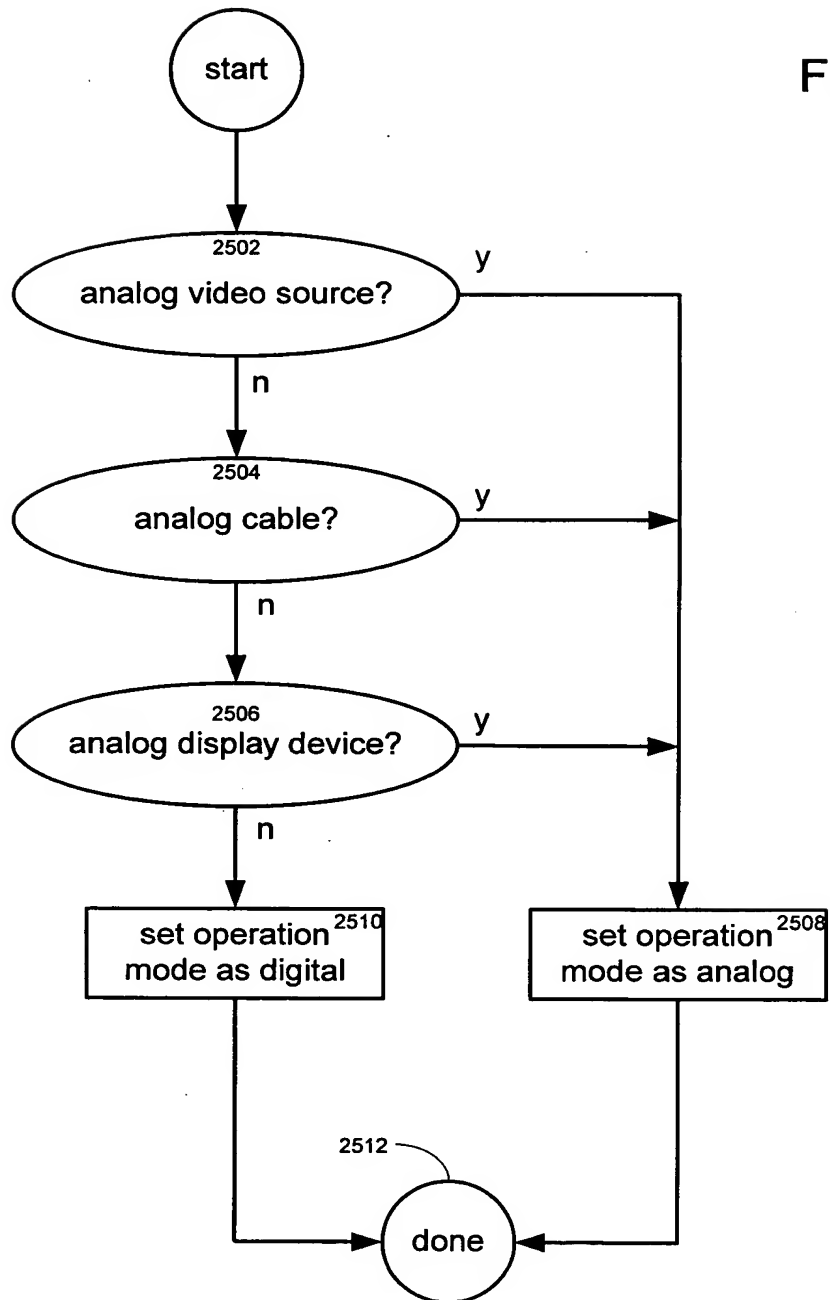 start
F
2502
analog video source?
y
n
2504
analog cable?
y
n
2506
analog display device?
y
n
set operation 2510
mode as digital
set operation 2508
mode as analog
2512
done